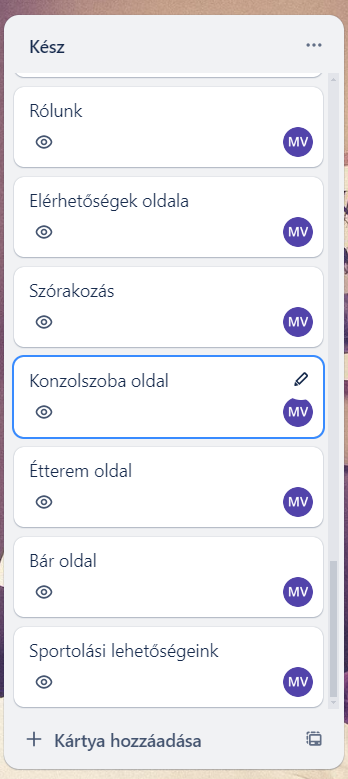 Kész
Rólunk
MV
Elérhetőségek oldala
MV
Szórakozás
MV
Konzolszoba oldal
MV
Étterem oldal
MV
Bár oldal
MV
Sportolási lehetőségeink
MV
Kártya hozzáadása